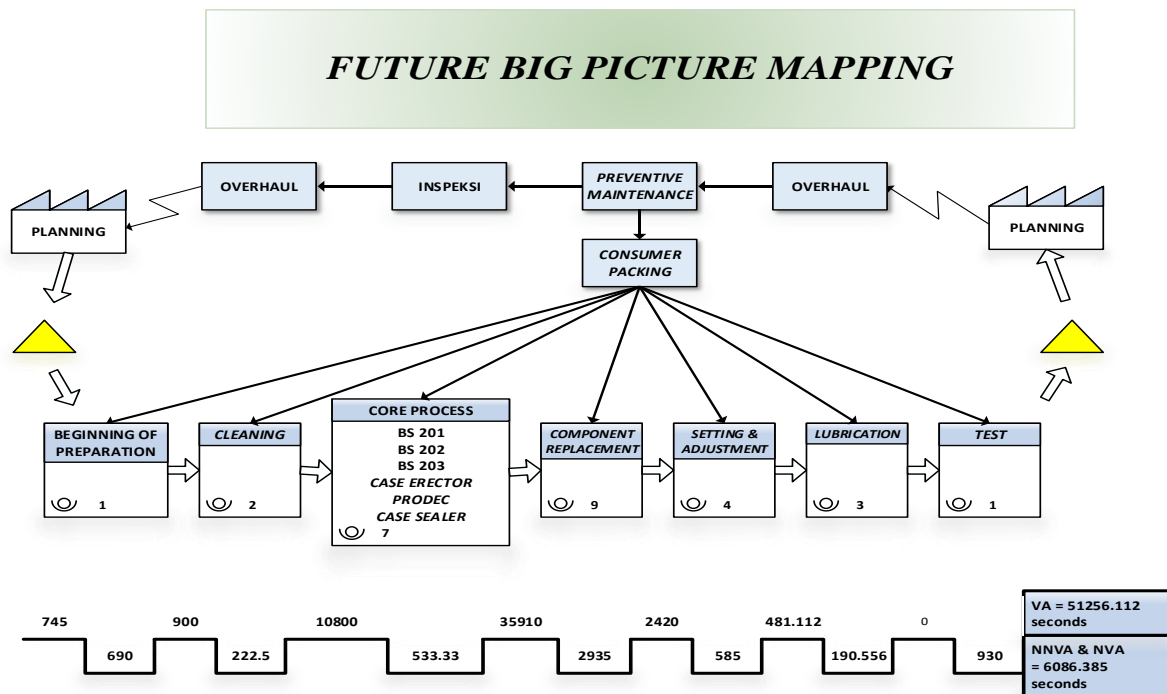 FUTURE BIG PICTURE MAPPING
OVERHAUL
INSPEKSI
PREVENTIVE
MAINTENANCE
OVERHAUL
PLANNING
PLANNING
CONSUMER
PACKING
BEGINNING OF
PREPARATION
1
CLEANING
2
CORE PROCESS
BS 201
BS 202
BS 203
CASE ERECTOR
PRODEC
CASE SEALER
7
COMPONENT
REPLACEMENT
9
SETTING &
ADJUSTMENT
4
LUBRICATION
3
TEST
1
745
900
10800
35910
2420
481.112
0
690
222.5
533.33
2935
585
190.556
930
VA = 51256.112
seconds
NNVA & NVA
= 6086.385
seconds